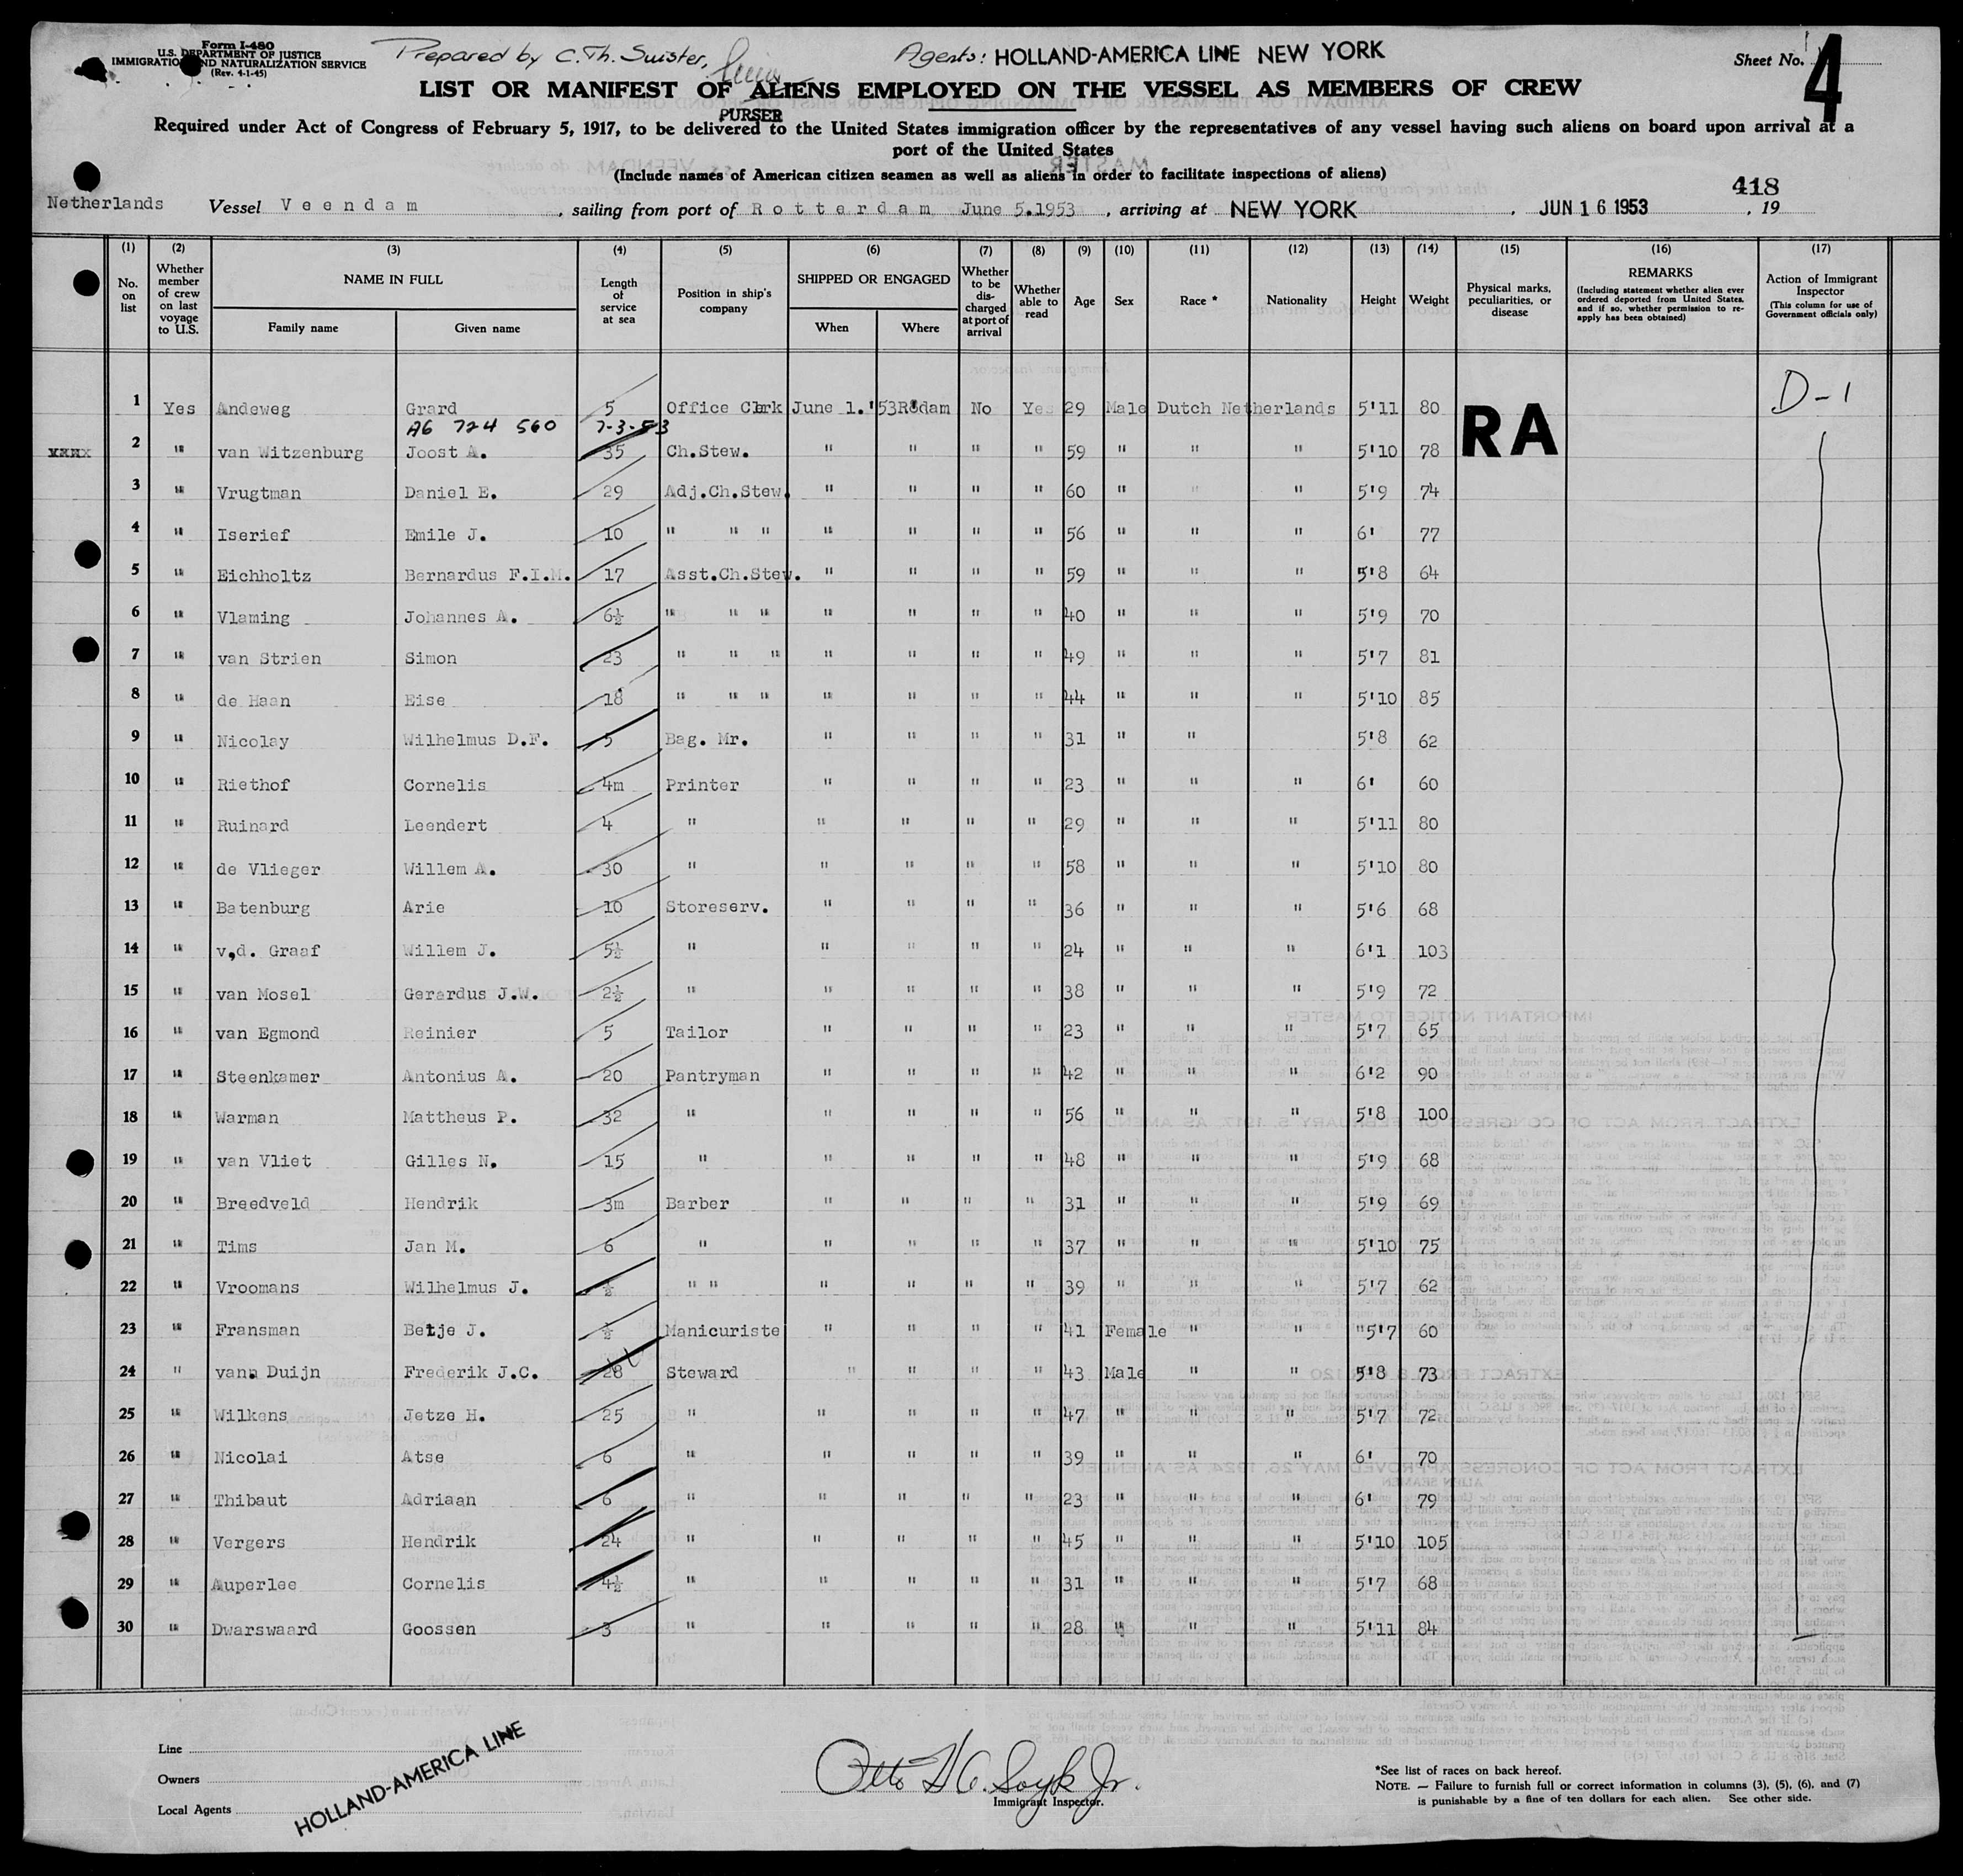 Form I-480
U.S. DEPARTMENT OF JUSTICE
IMMIGRATION AND NATURALIZATION SERVICE
(Rev. 4-1-45)
Prepared by C. Th. Suister,
Agents: HOLLAND-AMERICA LINE NEW YORK
Sheet No. 4
LIST OR MANIFEST OF ALIENS EMPLOYED ON THE VESSEL AS MEMBERS OF CREW
PURSER
Required under Act of Congress of February 5, 1917, to be delivered to the United States immigration officer by the representatives of any vessel having such aliens on board upon arrival at a
port of the United States
(Include names of American citizen seamen as well as aliens in order to facilitate inspections of aliens)
418
Netherlands Vessel Veendam , sailing from port of Rotterdam June 5.1953 , arriving at NEW YORK , JUN 16 1953 , 19
(1) (2) (3) (4) (5) (6) (7) (8) (9) (10) (11) (12) (13) (14) (15) (16) (17)
No. on list
Whether member of crew on last voyage to U.S.
NAME IN FULL
Family name
Given name
Length of service at sea
Position in ship's company
SHIPPED OR ENGAGED
When
Where
Whether to be discharged at port of arrival
Whether able to read
Age
Sex
Race *
Nationality
Height
Weight
Physical marks, peculiarities, or disease
REMARKS
(Including statement whether alien ever ordered deported from United States, and if so, whether permission to re-apply has been obtained)
Action of Immigrant Inspector
(This column for use of Government officials only)
1 Yes Andeweg Grard 5 Office Clerk June 1.'53 R'dam No Yes 29 Male Dutch Netherlands 5'11 80 D-1
A6 724 560 7-3-53
RA
xxxx 2 " van Witzenburg Joost A. 35 Ch.Stew. " " " " 59 " " " 5'10 78
3 " Vrugtman Daniel E. 29 Adj.Ch.Stew. " " " " 60 " " " 5'9 74
4 " Iserief Emile J. 10 " " " " " " " 56 " " " 6' 77
5 " Eichholtz Bernardus F.I.M. 17 Asst.Ch.Stew. " " " " 59 " " " 5'8 64
6 " Vlaming Johannes A. 6½ " " " " " " " 40 " " " 5'9 70
7 " van Strien Simon 23 " " " " " " " 49 " " " 5'7 81
8 " de Haan Eise 18 " " " " " " " 44 " " " 5'10 85
9 " Nicolay Wilhelmus D.F. 5 Bag. Mr. " " " " 31 " " 5'8 62
10 " Riethof Cornelis 4m Printer " " " " 23 " " " 6' 60
11 " Ruinard Leendert 4 " " " " " 29 " " " 5'11 80
12 " de Vlieger Willem A. 30 " " " " " 58 " " " 5'10 80
13 " Batenburg Arie 10 Storeserv. " " " " 36 " " " 5'6 68
14 " v,d. Graaf Willem J. 5½ " " " " " 24 " " " 6'1 103
15 " van Mosel Gerardus J.W. 2½ " " " " " 38 " " " 5'9 72
16 " van Egmond Reinier 5 Tailor " " " " 23 " " " 5'7 65
17 " Steenkamer Antonius A. 20 Pantryman " " " " 42 " " " 6'2 90
18 " Warman Mattheus P. 32 " " " " " 56 " " " 5'8 100
19 " van Vliet Gilles N. 15 " " " " " 48 " " " 5'9 68
20 " Breedveld Hendrik 3m Barber " " " " 31 " " " 5'9 69
21 " Tims Jan M. 6 " " " " " 37 " " " 5'10 75
22 " Vroomans Wilhelmus J. ½ " " " " " " 39 " " " 5'7 62
23 " Fransman Betje J. ½ Manicuriste " " " " 41 Female " " "5'7 60
24 " van. Duijn Frederik J.C. 28 Steward " " " " 43 Male " " 5'8 73
25 " Wilkens Jetze H. 25 " " " " " 47 " " " 5'7 72
26 " Nicolai Atse 6 " " " " " 39 " " " 6' 70
27 " Thibaut Adriaan 6 " " " " " 23 " " " 6' 79
28 " Vergers Hendrik 24 " " " " " 45 " " " 5'10 105
29 " Auperlee Cornelis 4½ " " " " " 31 " " " 5'7 68
30 " Dwarswaard Goossen 3 " " " " " 28 " " " 5'11 84
Line
Owners
Local Agents
HOLLAND-AMERICA LINE
Immigrant Inspector.
*See list of races on back hereof.
NOTE. — Failure to furnish full or correct information in columns (3), (5), (6), and (7)
is punishable by a fine of ten dollars for each alien. See other side.